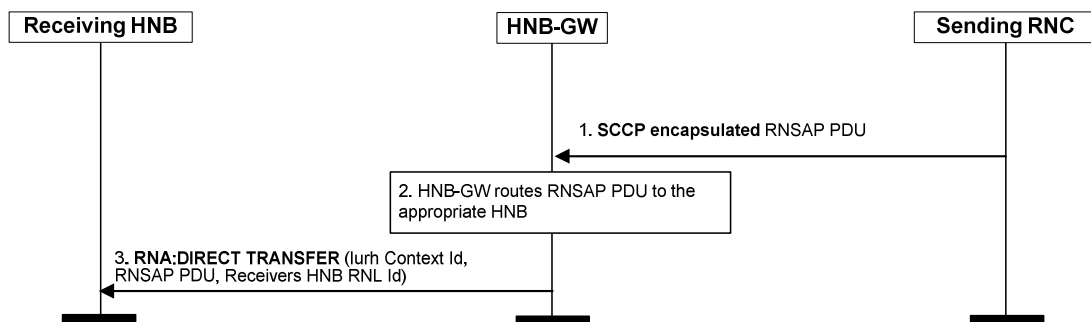 Receiving HNB
HNB-GW
Sending RNC
1. SCCP encapsulated RNSAP PDU
2. HNB-GW routes RNSAP PDU to the
appropriate HNB
3. RNA:DIRECT TRANSFER (Iurh Context Id,
RNSAP PDU, Receivers HNB RNL Id)